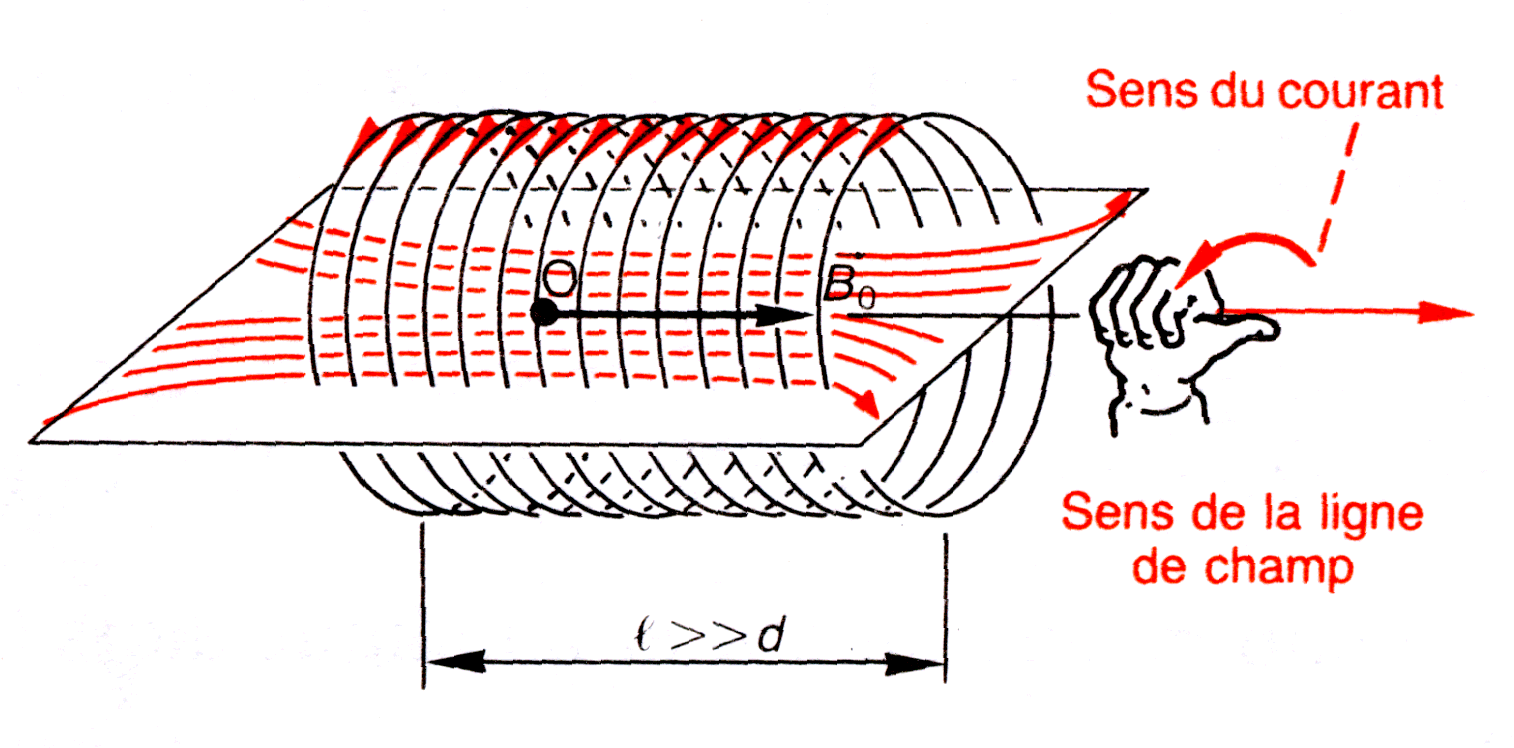 Sens du courant
O
B₀
Sens de la ligne
de champ
ℓ >> d